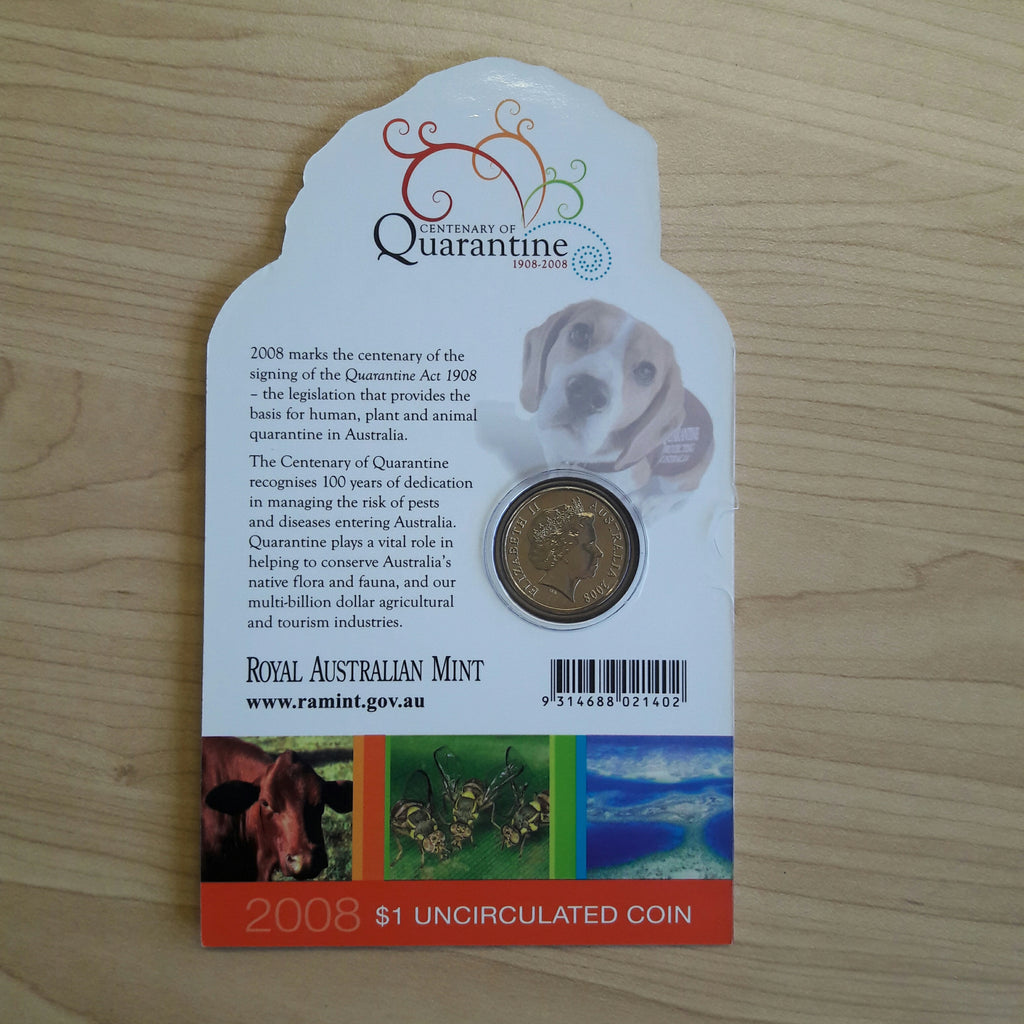 CENTENARY OF
Quarantine
1908-2008
2008 marks the centenary of the
signing of the Quarantine Act 1908
– the legislation that provides the
basis for human, plant and animal
quarantine in Australia.
The Centenary of Quarantine
recognises 100 years of dedication
in managing the risk of pests
and diseases entering Australia.
Quarantine plays a vital role in
helping to conserve Australia's
native flora and fauna, and our
multi-billion dollar agricultural
and tourism industries.
QUARANTINE
ELIZABETH II AUSTRALIA 2008
ROYAL AUSTRALIAN MINT
www.ramint.gov.au
9 314688 021402
2008 $1 UNCIRCULATED COIN